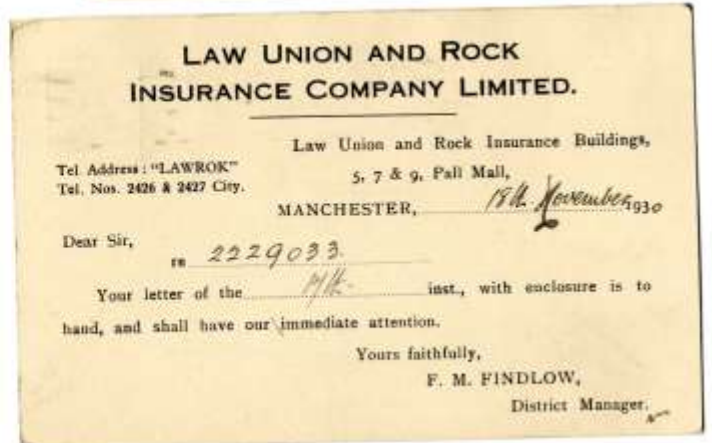 LAW UNION AND ROCK
INSURANCE COMPANY LIMITED.
Law Union and Rock Insurance Buildings,
Tel. Address: "LAWROK"
5, 7 & 9, Pall Mall,
Tel. Nos. 2426 & 2427 City.
MANCHESTER, 18th November, 1930
Dear Sir,
re 2229033.
Your letter of the 17th. inst., with enclosure is to
hand, and shall have our immediate attention.
Yours faithfully,
F. M. FINDLOW,
District Manager.